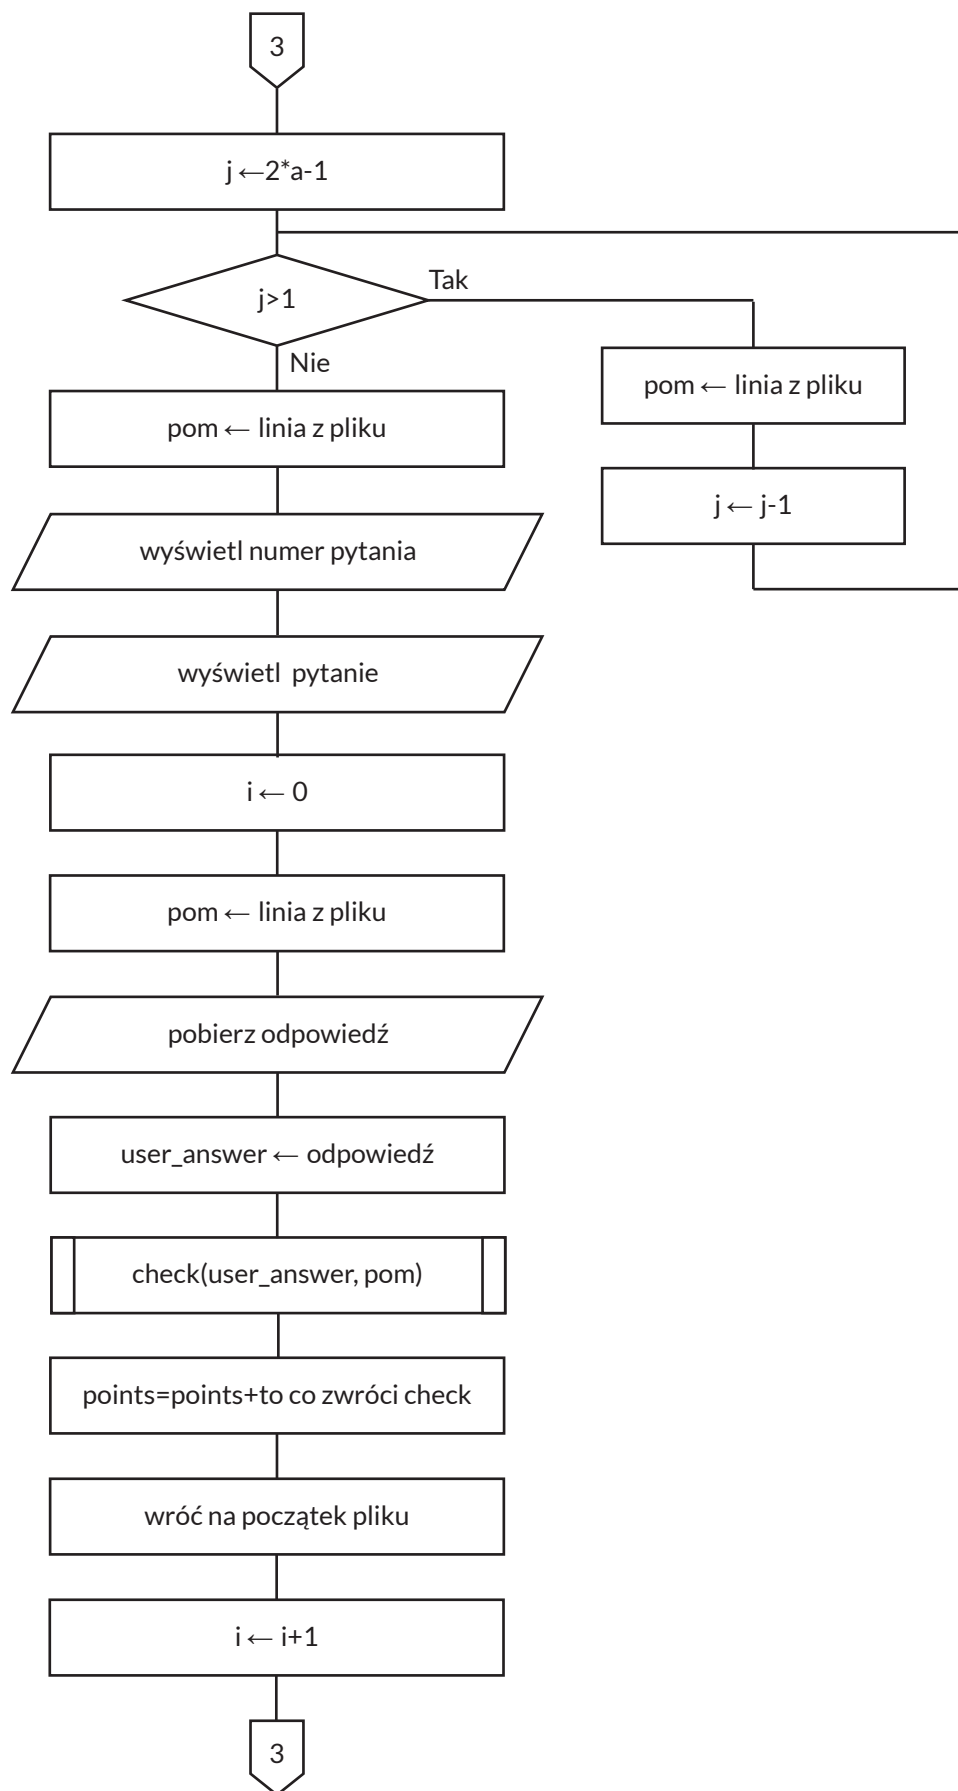 3
j ←2*a-1
j>1
Tak
Nie
pom ← linia z pliku
j ← j-1
pom ← linia z pliku
wyświetl numer pytania
wyświetl  pytanie
i ← 0
pom ← linia z pliku
pobierz odpowiedź
user_answer ← odpowiedź
check(user_answer, pom)
points=points+to co zwróci check
wróć na początek pliku
i ← i+1
3